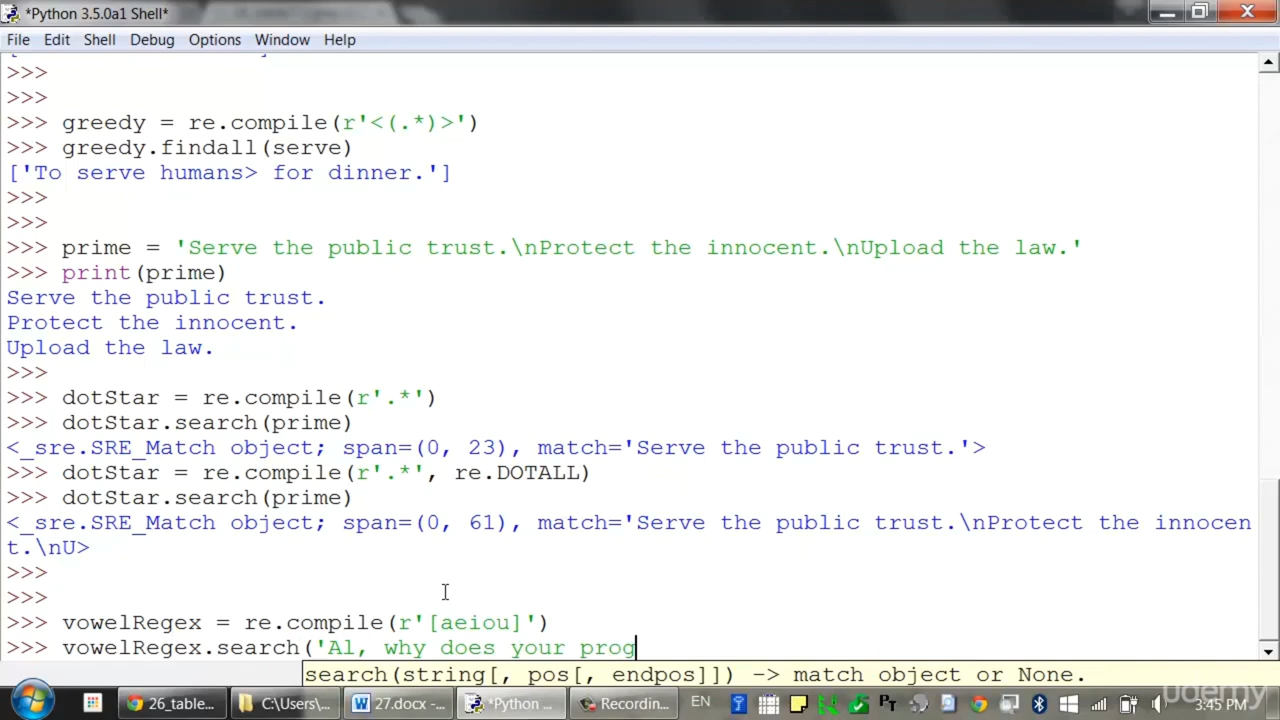 *Python 3.5.0a1 Shell*
File Edit Shell Debug Options Window Help
>>>
>>>
>>> greedy = re.compile(r'<(.*)>')
>>> greedy.findall(serve)
['To serve humans> for dinner.']
>>>
>>>
>>> prime = 'Serve the public trust.\nProtect the innocent.\nUpload the law.'
>>> print(prime)
Serve the public trust.
Protect the innocent.
Upload the law.
>>>
>>> dotStar = re.compile(r'.*')
>>> dotStar.search(prime)
<_sre.SRE_Match object; span=(0, 23), match='Serve the public trust.'>
>>> dotStar = re.compile(r'.*', re.DOTALL)
>>> dotStar.search(prime)
<_sre.SRE_Match object; span=(0, 61), match='Serve the public trust.\nProtect the innocen
t.\nU>
>>>
>>>
>>> vowelRegex = re.compile(r'[aeiou]')
>>> vowelRegex.search('Al, why does your prog
search(string[, pos[, endpos]]) -> match object or None.
26_table... C:\Users\... 27.docx -... *Python ... Recordin... EN 3:45 PM
udemy